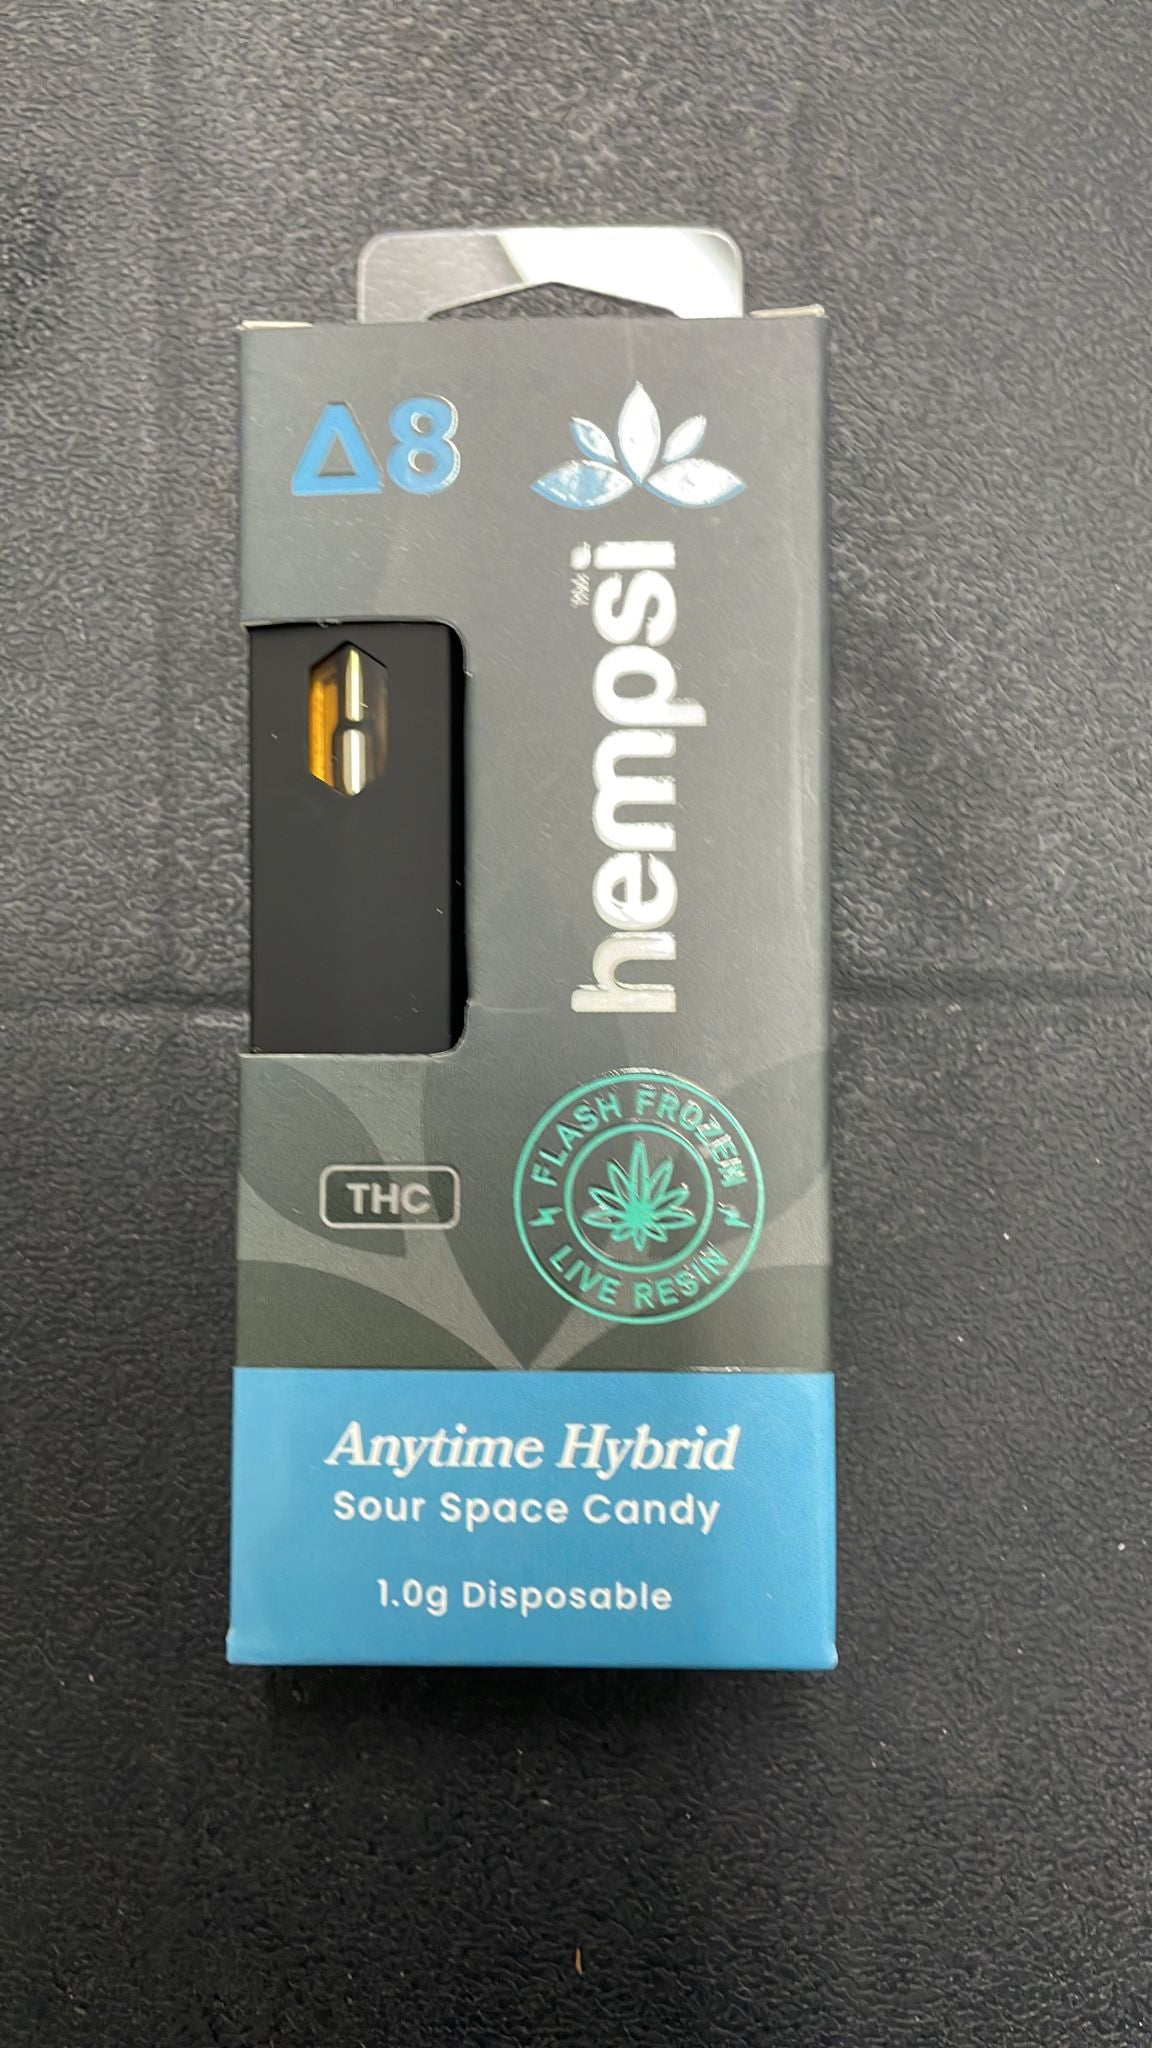 Δ8
hempsi
THC
FLASH FROZEN
LIVE RESIN
Anytime Hybrid
Sour Space Candy
1.0g Disposable